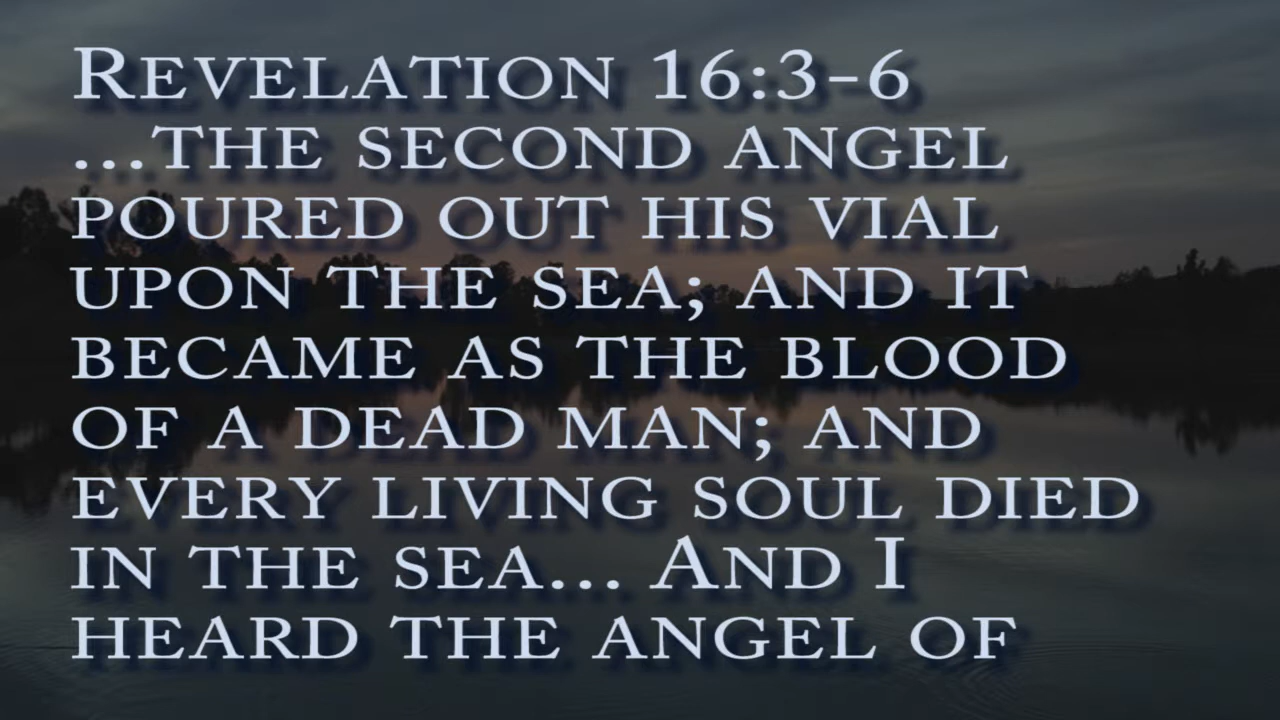 Revelation 16:3-6
...the second angel
poured out his vial
upon the sea; and it
became as the blood
of a dead man; and
every living soul died
in the sea... And I
heard the angel of